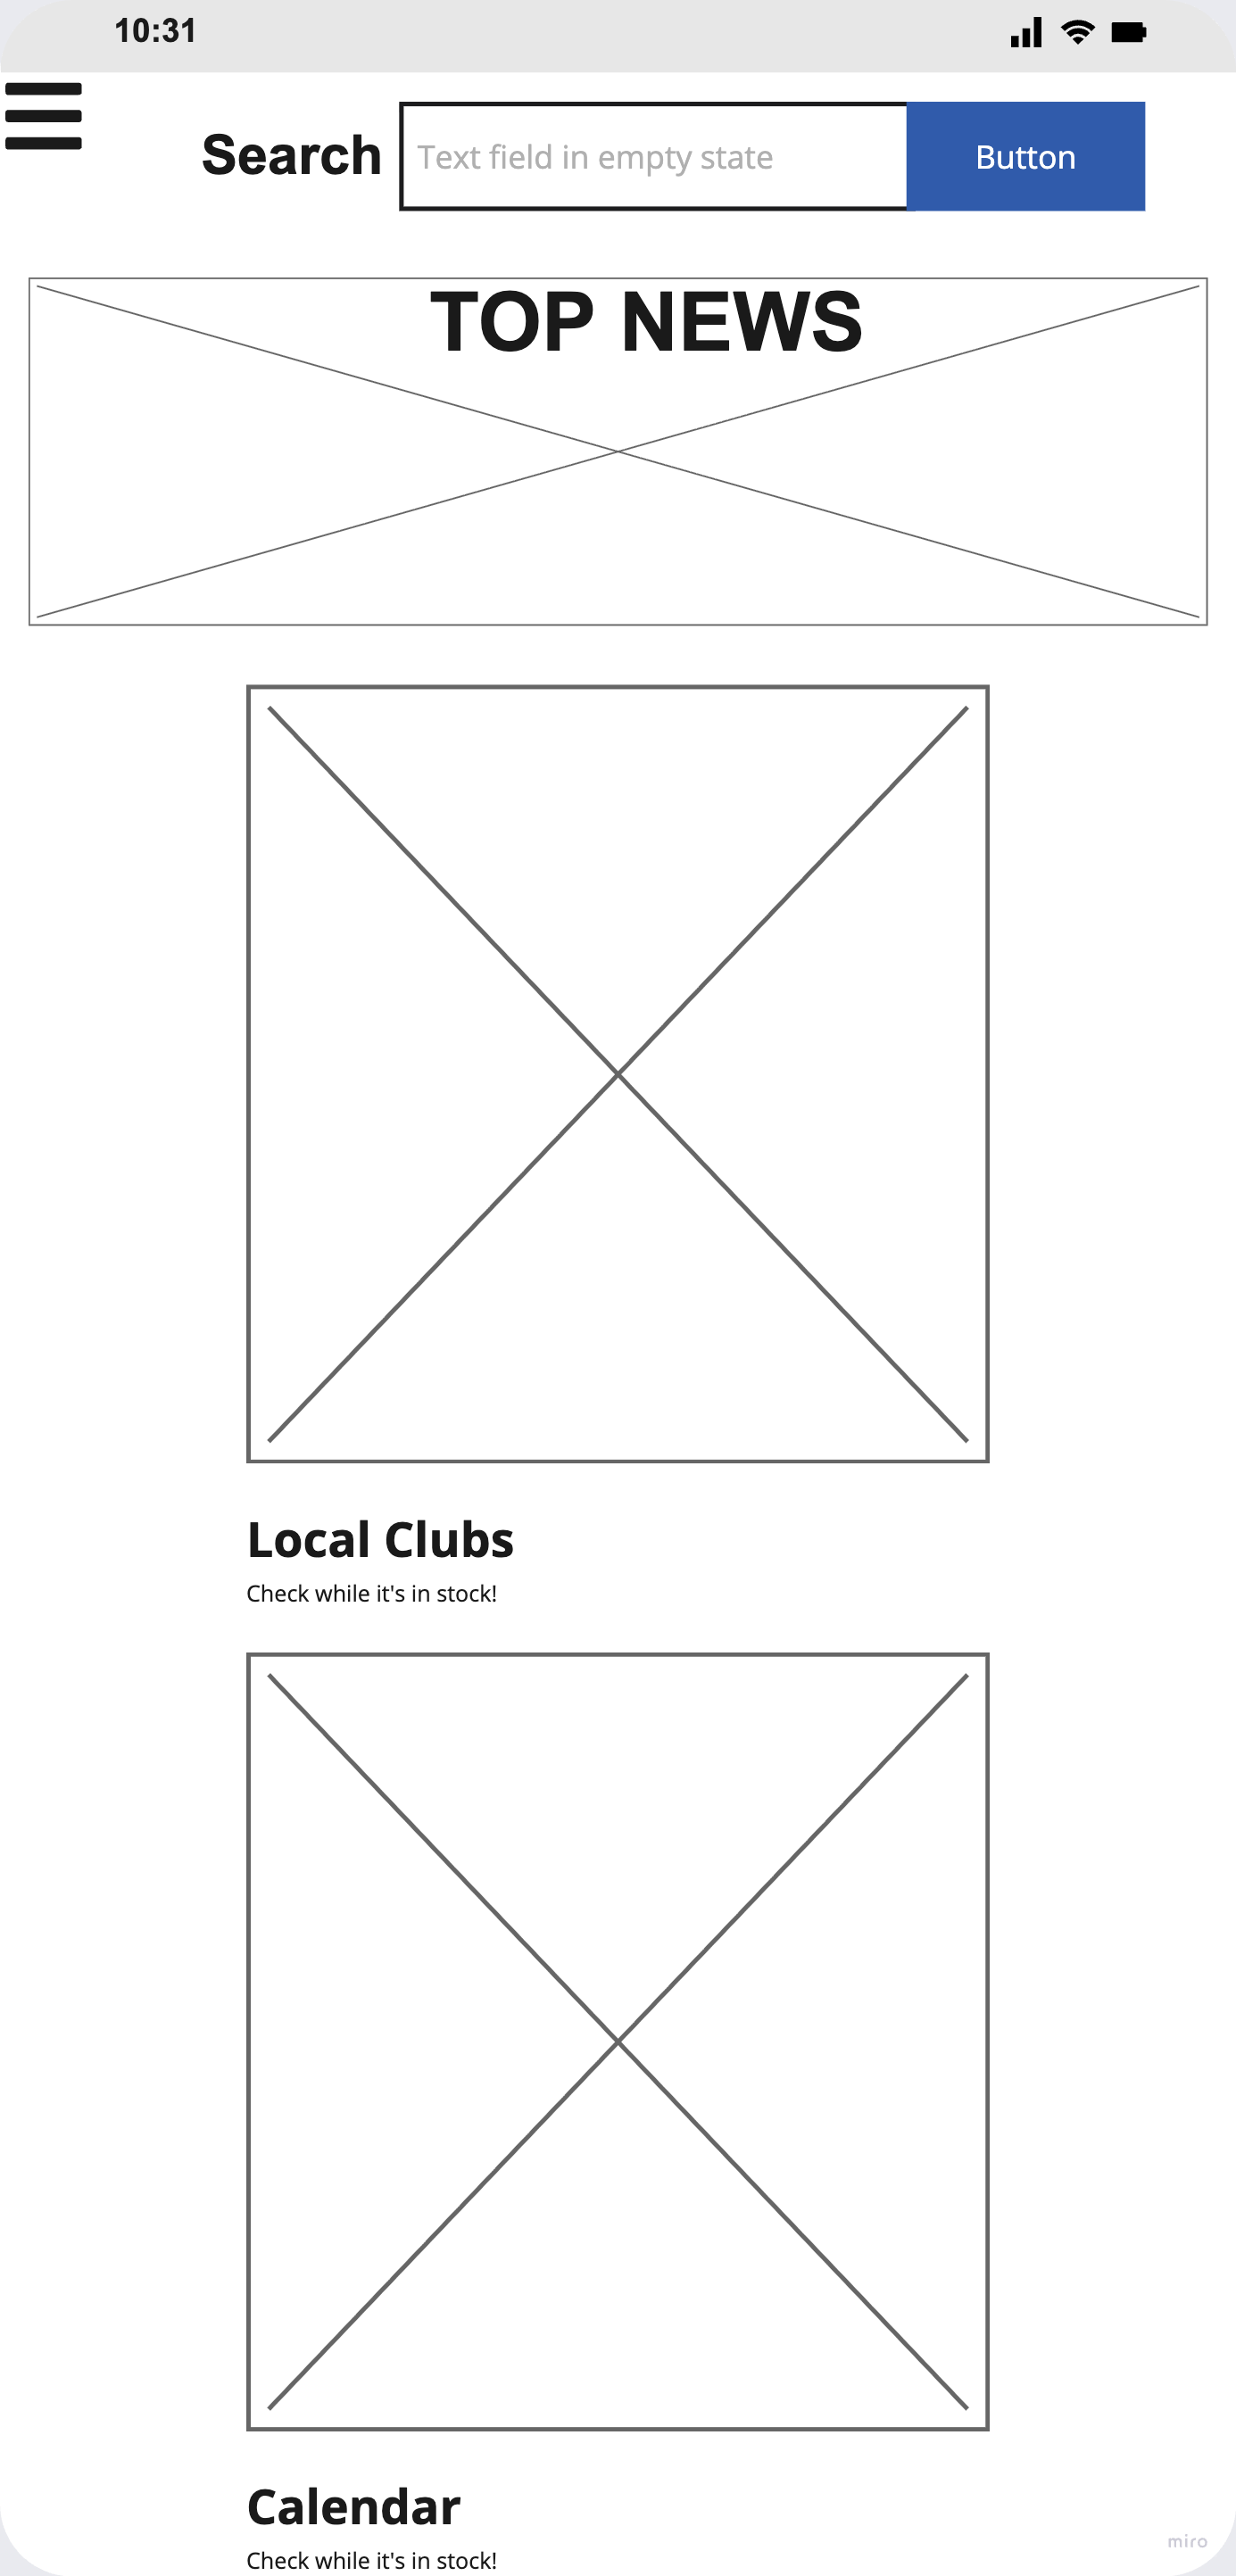 10:31
Search
Text field in empty state
Button
TOP NEWS
Local Clubs
Check while it's in stock!
Calendar
Check while it's in stock!
miro